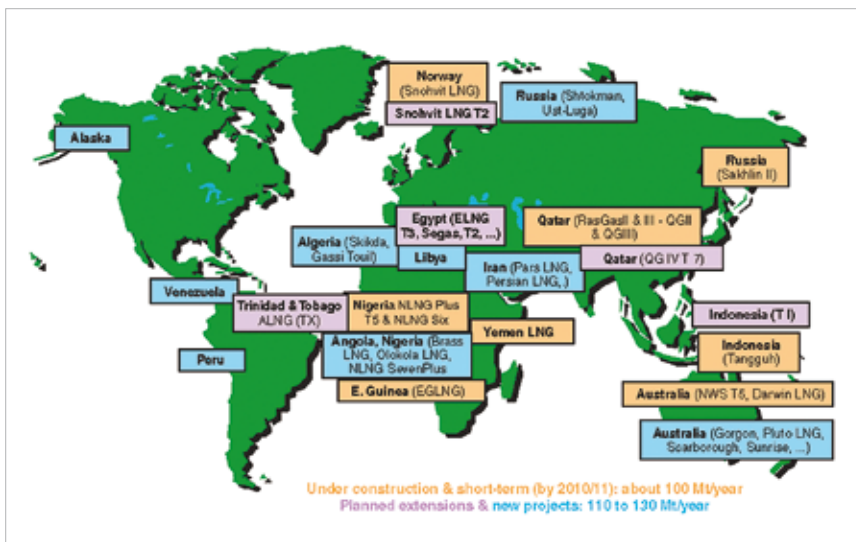 Norway
(Snohvit LNG)
Snohvit LNG T2
Russia (Shtokman,
Ust-Luga)
Alaska
Russia
(Sakhlin II)
Egypt (ELNG
T3, Segas, T2, ...)
Qatar (RasGasII & III - QGII
& QGIII)
Algeria (Skikda,
Gassi Touil)
Libya
Iran (Pars LNG,
Persian LNG, )
Qatar (QG IV T 7)
Venezuela
Trinidad & Tobago
ALNG (TX)
Nigeria NLNG Plus
T5 & NLNG Six
Indonesia (T I)
Yemen LNG
Peru
Angola, Nigeria (Brass
LNG, Olokola LNG,
NLNG SevenPlus
Indonesia
(Tangguh)
E. Guinea (EGLNG)
Australia (NWS T5, Darwin LNG)
Australia (Gorgon, Pluto LNG,
Scarborough, Sunrise, ...)
Under construction & short-term (by 2010/11): about 100 Mt/year
Planned extensions & new projects: 110 to 130 Mt/year